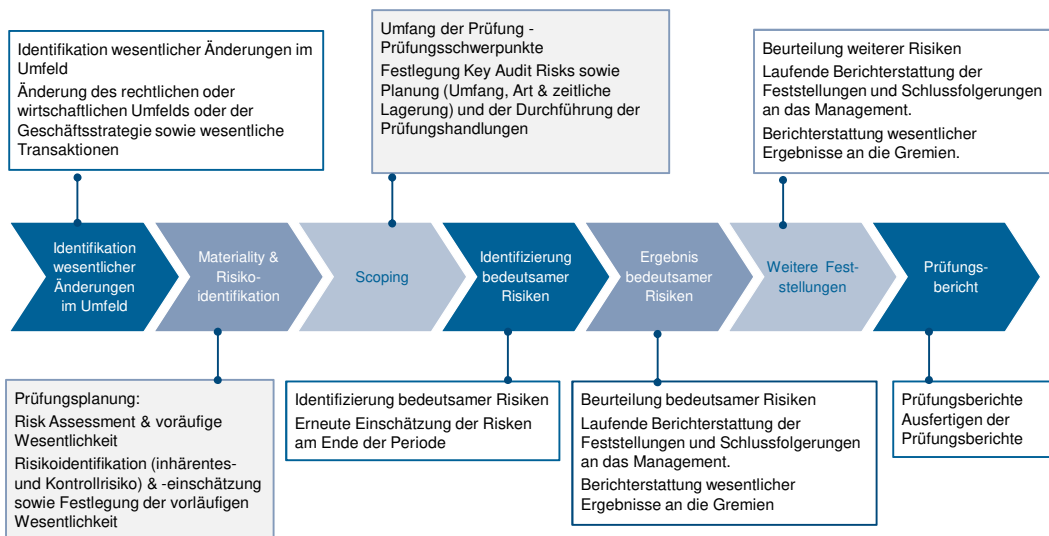 Identifikation wesentlicher Änderungen im
Umfeld
Änderung des rechtlichen oder
wirtschaftlichen Umfelds oder der
Geschäftsstrategie sowie wesentliche
Transaktionen
Umfang der Prüfung -
Prüfungsschwerpunkte
Festlegung Key Audit Risks sowie
Planung (Umfang, Art & zeitliche
Lagerung) und der Durchführung der
Prüfungshandlungen
Beurteilung weiterer Risiken
Laufende Berichterstattung der
Feststellungen und Schlussfolgerungen
an das Management.
Berichterstattung wesentlicher
Ergebnisse an die Gremien.
Identifikation
wesentlicher
Änderungen
im Umfeld
Materiality &
Risiko-
identifikation
Scoping
Identifizierung
bedeutsamer
Risiken
Ergebnis
bedeutsamer
Risiken
Weitere Fest-
stellungen
Prüfungs-
bericht
Prüfungsplanung:
Risk Assessment & voräufige
Wesentlichkeit
Risikoidentifikation (inhärentes-
und Kontrollrisiko) & -einschätzung
sowie Festlegung der vorläufigen
Wesentlichkeit
Identifizierung bedeutsamer Risiken
Erneute Einschätzung der Risken
am Ende der Periode
Beurteilung bedeutsamer Risiken
Laufende Berichterstattung der
Feststellungen und Schlussfolgerungen
an das Management.
Berichterstattung wesentlicher
Ergebnisse an die Gremien
Prüfungsberichte
Ausfertigen der
Prüfungsberichte